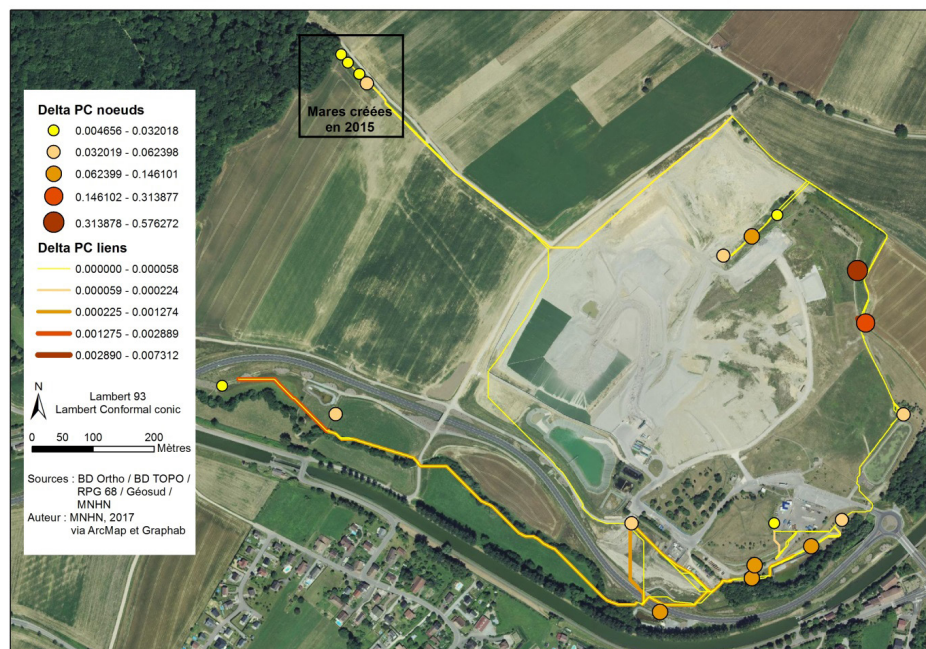 Mares créées
en 2015
Delta PC noeuds
0.004656 - 0.032018
0.032019 - 0.062398
0.062399 - 0.146101
0.146102 - 0.313877
0.313878 - 0.576272
Delta PC liens
0.000000 - 0.000058
0.000059 - 0.000224
0.000225 - 0.001274
0.001275 - 0.002889
0.002890 - 0.007312
N
Lambert 93
Lambert Conformal conic
0 50 100 200
Mètres
Sources : BD Ortho / BD TOPO /
RPG 68 / Géosud /
MNHN
Auteur : MNHN, 2017
via ArcMap et Graphab